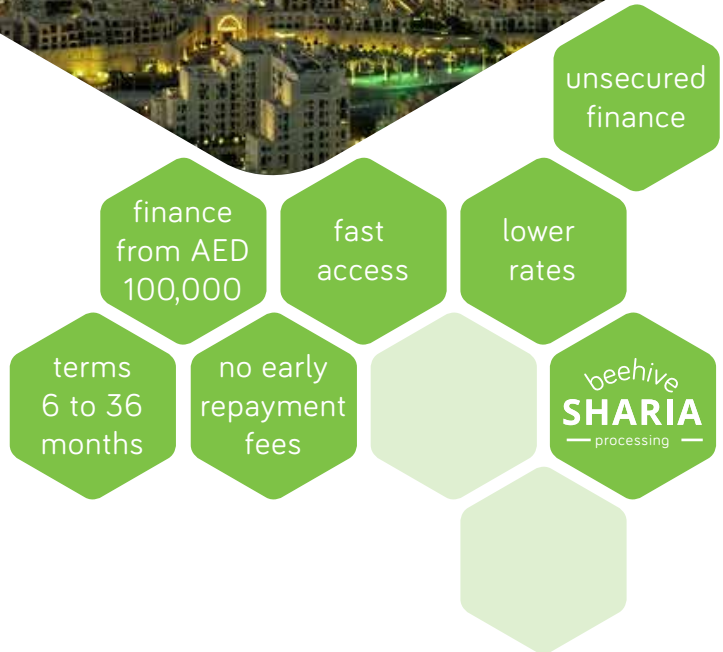 unsecured
finance
finance
from AED
100,000
fast
access
lower
rates
terms
6 to 36
months
no early
repayment
fees
beehive
SHARIA
processing